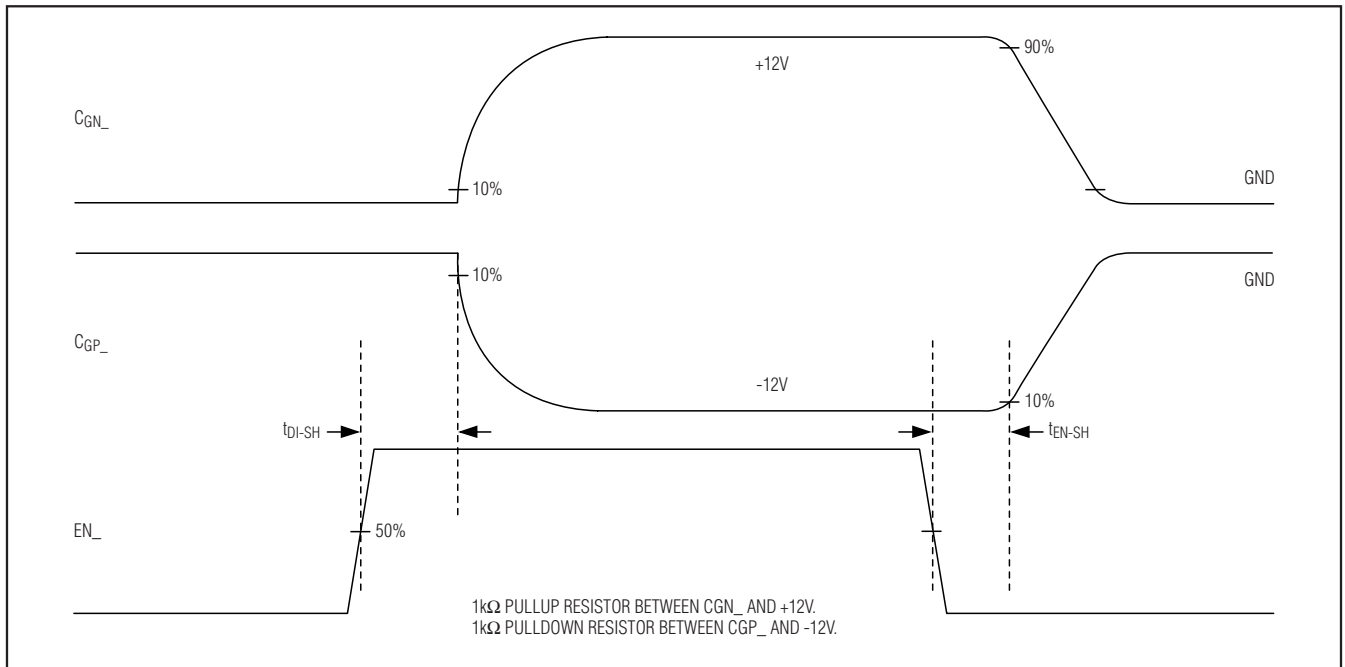 90%
+12V
CGN_
10%
GND
10%
GND
CGP_
-12V
10%
tDI-SH
tEN-SH
EN_
50%
1kΩ PULLUP RESISTOR BETWEEN CGN_ AND +12V.
1kΩ PULLDOWN RESISTOR BETWEEN CGP_ AND -12V.